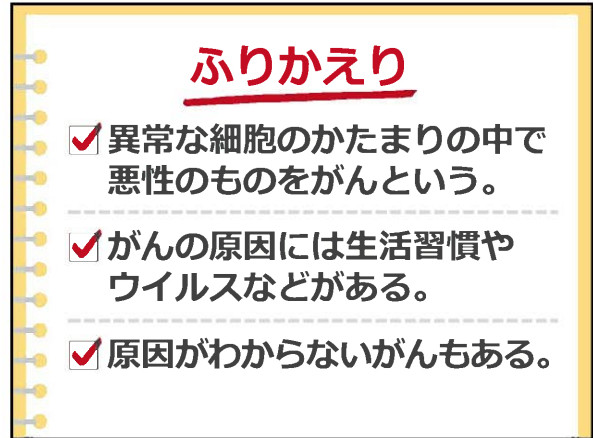 ふりかえり
異常な細胞のかたまりの中で
悪性のものをがんという。
がんの原因には生活習慣や
ウイルスなどがある。
原因がわからないがんもある。